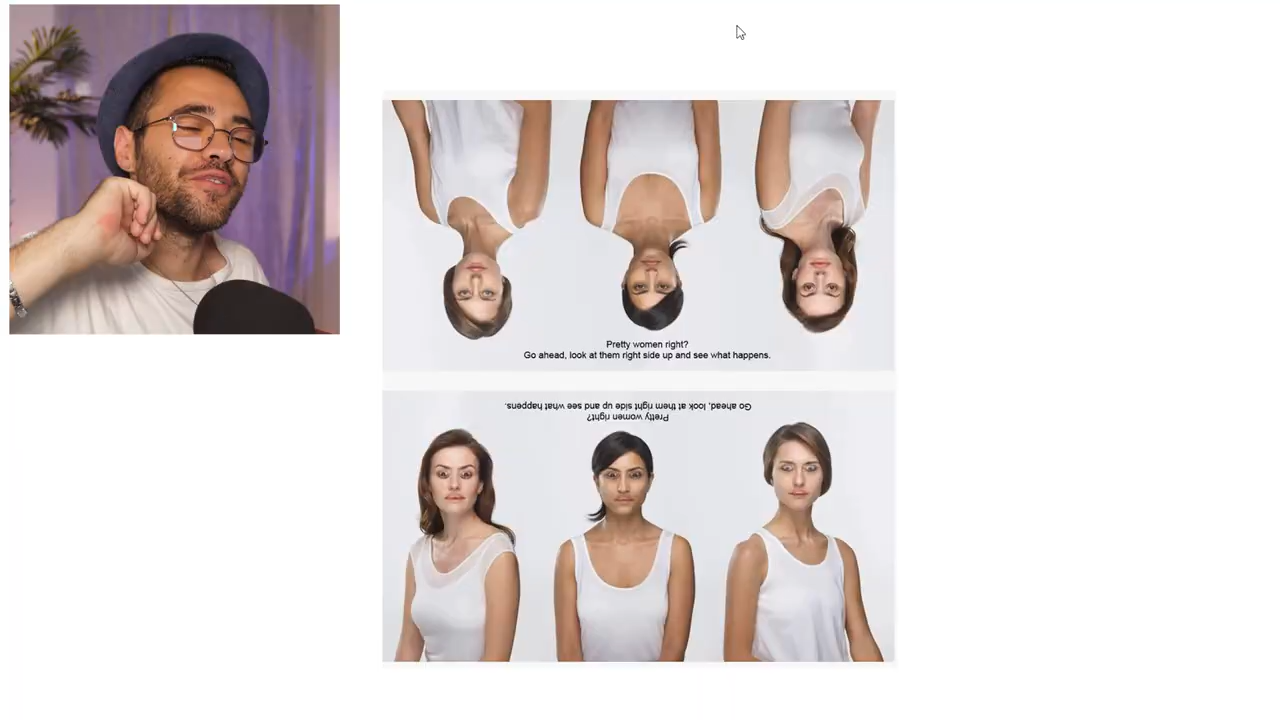 Pretty women right?
Go ahead, look at them right side up and see what happens.
Go ahead, look at them right side up and see what happens.
Pretty women right?